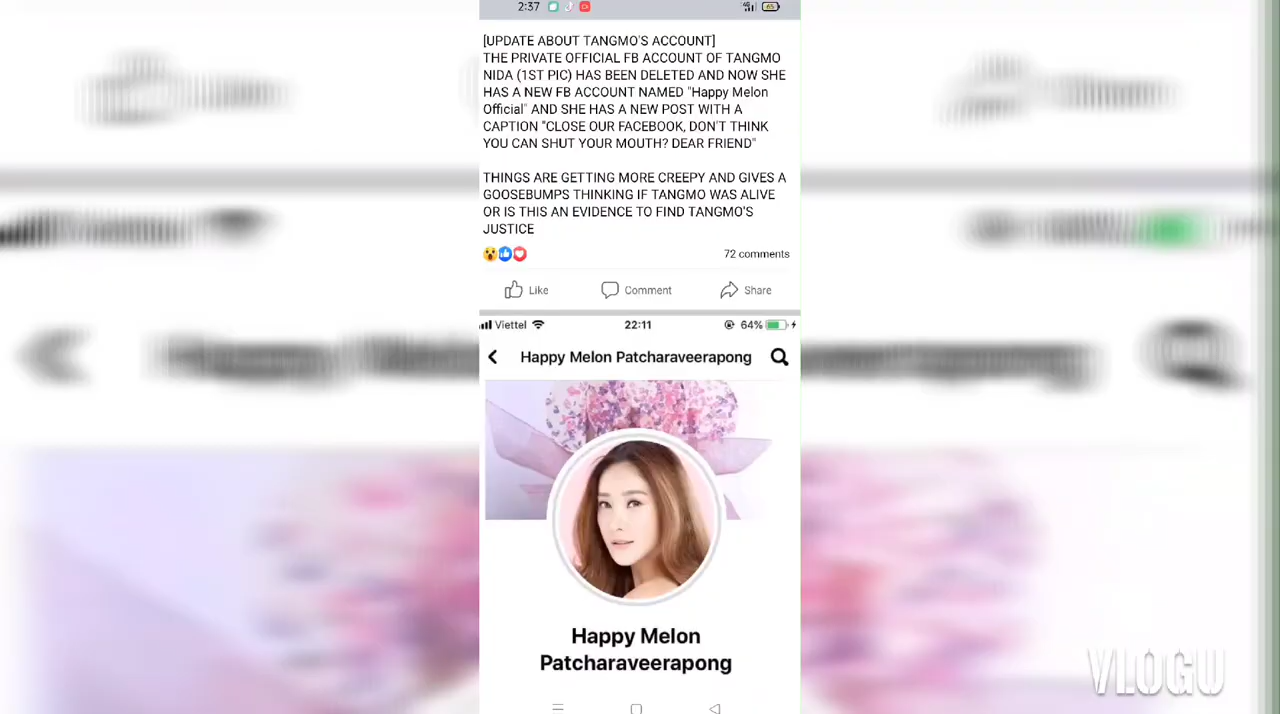 2:37
4G
65
[UPDATE ABOUT TANGMO'S ACCOUNT]
THE PRIVATE OFFICIAL FB ACCOUNT OF TANGMO
NIDA (1ST PIC) HAS BEEN DELETED AND NOW SHE
HAS A NEW FB ACCOUNT NAMED "Happy Melon
Official" AND SHE HAS A NEW POST WITH A
CAPTION "CLOSE OUR FACEBOOK, DON'T THINK
YOU CAN SHUT YOUR MOUTH? DEAR FRIEND"
THINGS ARE GETTING MORE CREEPY AND GIVES A
GOOSEBUMPS THINKING IF TANGMO WAS ALIVE
OR IS THIS AN EVIDENCE TO FIND TANGMO'S
JUSTICE
72 comments
Like Comment Share
Viettel 22:11 64%
Happy Melon Patcharaveerapong
Happy Melon
Patcharaveerapong
VLOGU